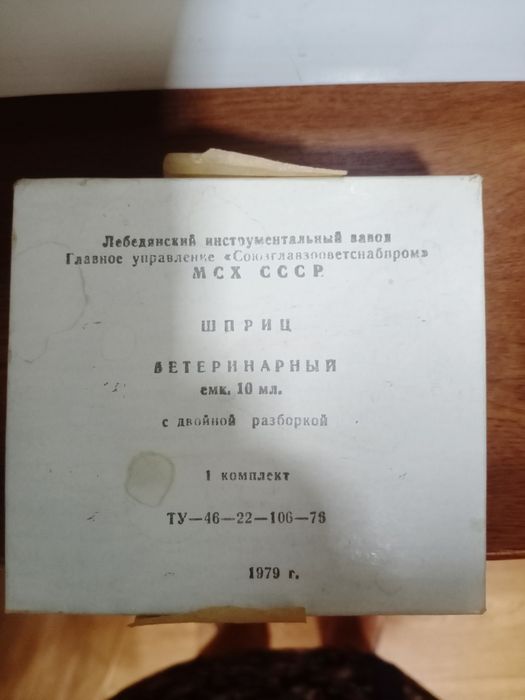 Лебедянский инструментальный завод
Главное управление «Союзглавзооветснабпром»
МСХ СССР
ШПРИЦ
ВЕТЕРИНАРНЫЙ
емк. 10 мл.
с двойной разборкой
1 комплект
ТУ—46—22—106—76
1979 г.